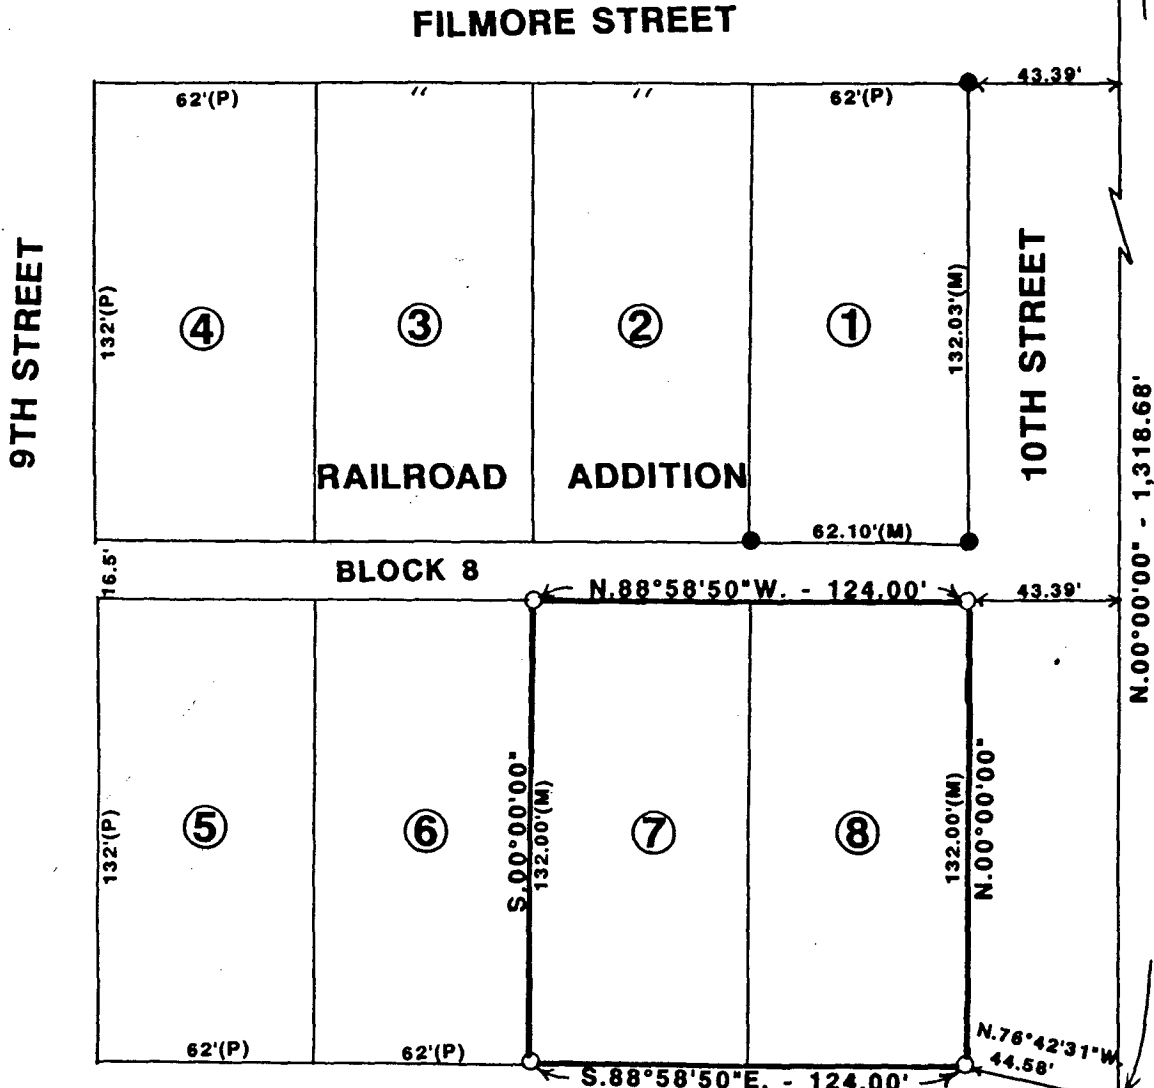 FILMORE STREET
43.39'
62'(P)
"
"
62'(P)
9TH STREET
132'(P)
4
3
2
1
132.03'(M)
10TH STREET
N.00°00'00" - 1,318.68'
RAILROAD ADDITION
62.10'(M)
16.5'
BLOCK 8
N.88°58'50"W. - 124.00'
43.39'
132'(P)
5
6
S.00°00'00"
132.00'(M)
7
8
132.00'(M)
N.00°00'00"
62'(P)
62'(P)
N.76°42'31"W
44.58'
S.88°58'50"E. - 124.00'